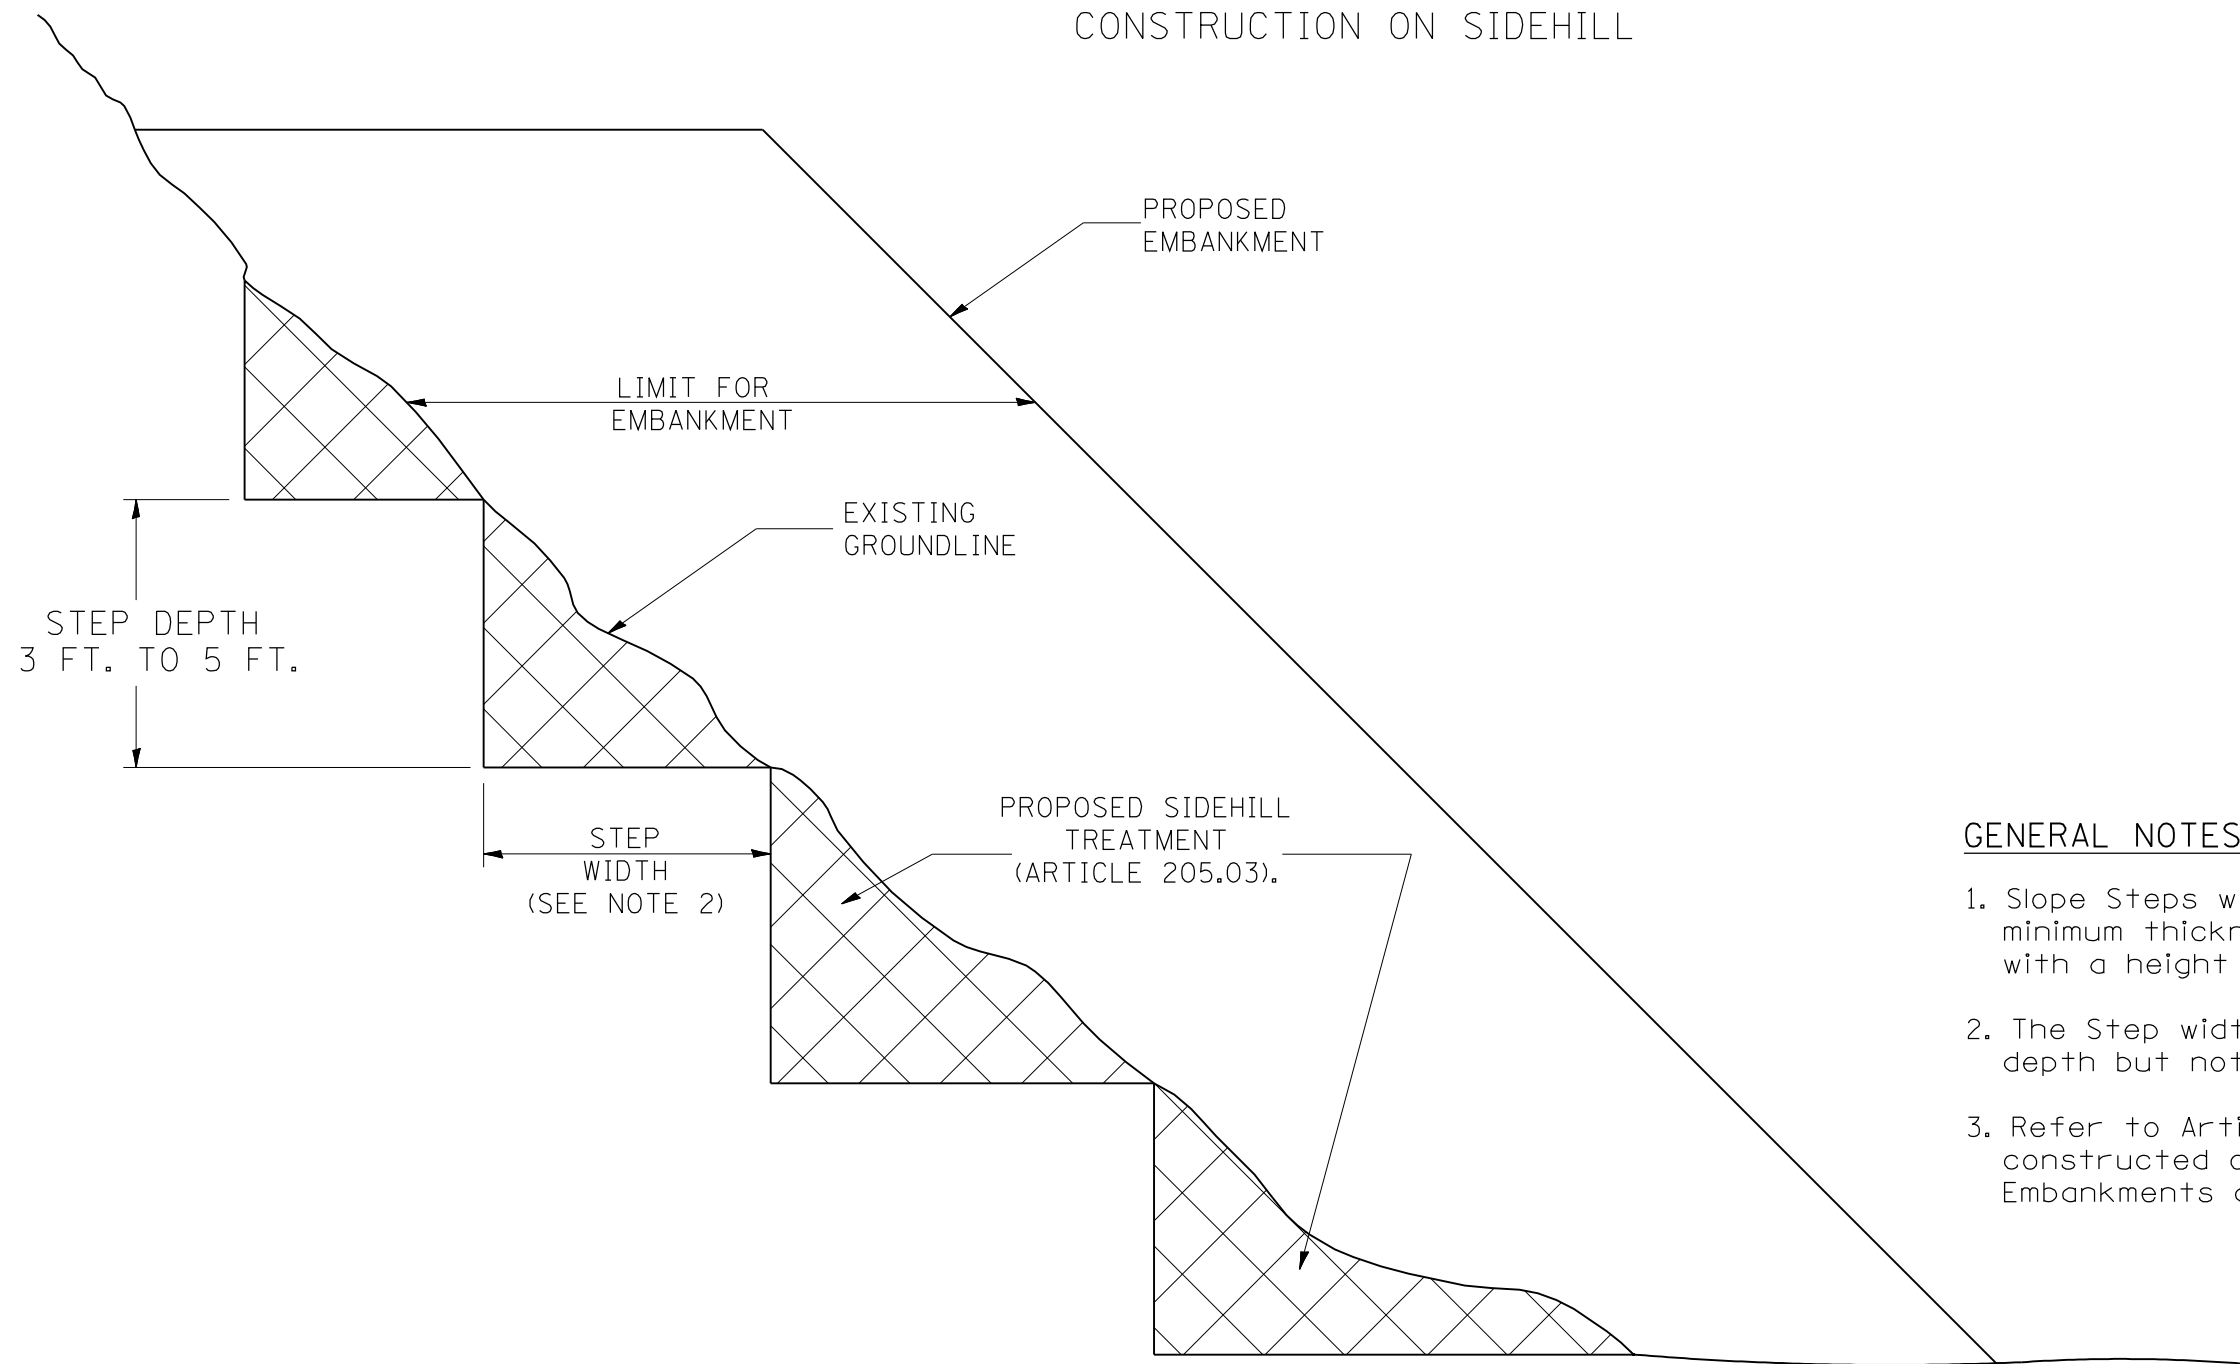 CONSTRUCTION ON SIDEHILL
PROPOSED
EMBANKMENT
LIMIT FOR
EMBANKMENT
EXISTING
GROUNDLINE
STEP DEPTH
3 FT. TO 5 FT.
STEP
WIDTH
(SEE NOTE 2)
PROPOSED SIDEHILL
TREATMENT
(ARTICLE 205.03).
GENERAL NOTES
1. Slope Steps
minimum
with a height
2. The Step
depth but not
3. Refer to
constructed
Embankments